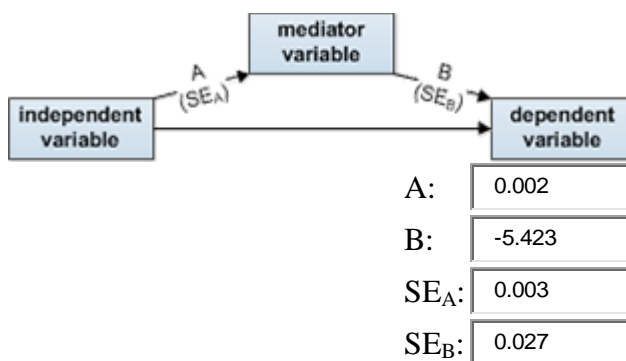 mediator
variable
A
(SEA)
B
(SEB)
independent
variable
dependent
variable
A: 0.002
B: -5.423
SEA: 0.003
SEB: 0.027